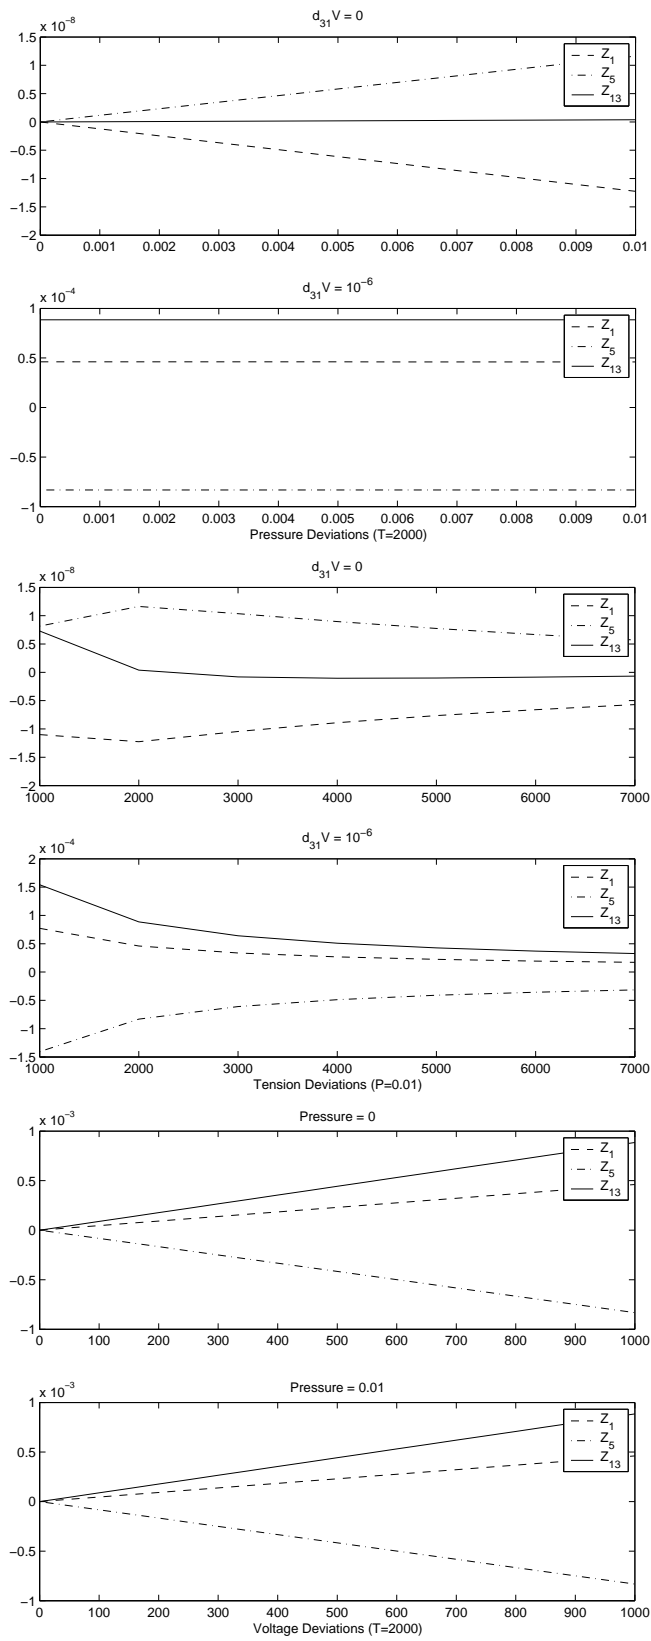 d31V = 0
x 10−8
1.5
1
0.5
0
−0.5
−1
−1.5
−2
0 0.001 0.002 0.003 0.004 0.005 0.006 0.007 0.008 0.009 0.01
Z1
Z5
Z13
d31V = 10−6
x 10−4
1
0.5
0
−0.5
−1
0 0.001 0.002 0.003 0.004 0.005 0.006 0.007 0.008 0.009 0.01
Z1
Z5
Z13
Pressure Deviations (T=2000)
d31V = 0
x 10−8
1.5
1
0.5
0
−0.5
−1
−1.5
−2
1000 2000 3000 4000 5000 6000 7000
Z1
Z5
Z13
d31V = 10−6
x 10−4
2
1.5
1
0.5
0
−0.5
−1
−1.5
1000 2000 3000 4000 5000 6000 7000
Z1
Z5
Z13
Tension Deviations (P=0.01)
Pressure = 0
x 10−3
1
0.5
0
−0.5
−1
0 100 200 300 400 500 600 700 800 900 1000
Z1
Z5
Z13
Pressure = 0.01
x 10−3
1
0.5
0
−0.5
−1
0 100 200 300 400 500 600 700 800 900 1000
Z1
Z5
Z13
Voltage Deviations (T=2000)